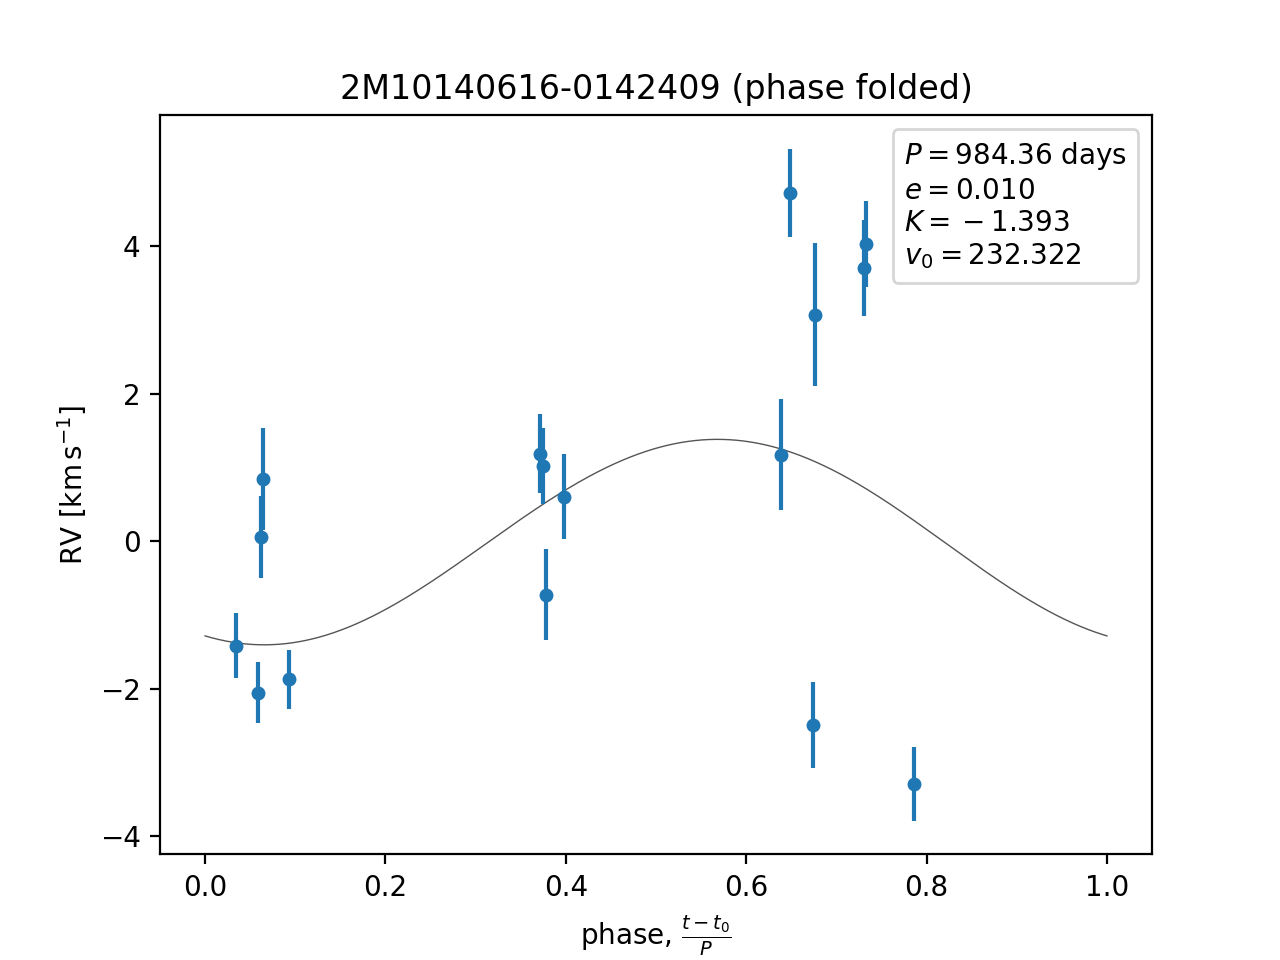 2M10140616-0142409 (phase folded)
P = 984.36 days
e = 0.010
K = −1.393
v₀ = 232.322
4
2
0
−2
−4
RV [km s⁻¹]
0.0 0.2 0.4 0.6 0.8 1.0
phase, (t − t₀)/P